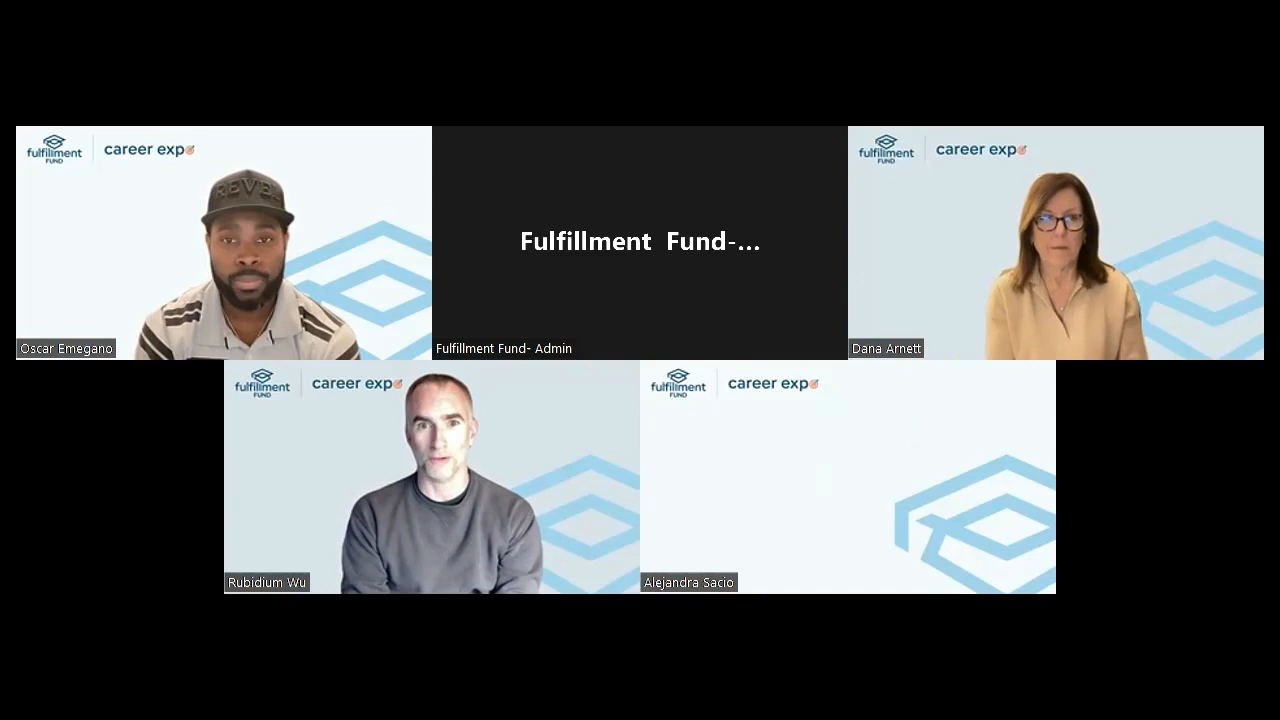 fulfillment
FUND
career expo
REVE
Oscar Emegano
Fulfillment Fund-...
Fulfillment Fund- Admin
fulfillment
FUND
career expo
Dana Arnett
fulfillment
FUND
career expo
Rubidium Wu
fulfillment
FUND
career expo
Alejandra Sacio